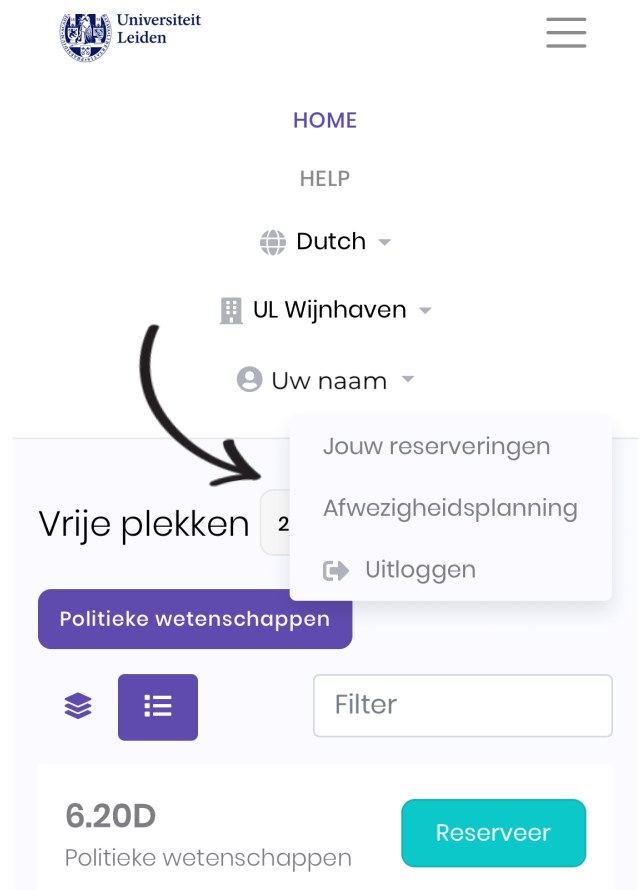 Universiteit
Leiden
HOME
HELP
Dutch
UL Wijnhaven
Uw naam
Jouw reserveringen
Afwezigheidsplanning
Uitloggen
Vrije plekken 2
Politieke wetenschappen
Filter
6.20D
Politieke wetenschappen
Reserveer